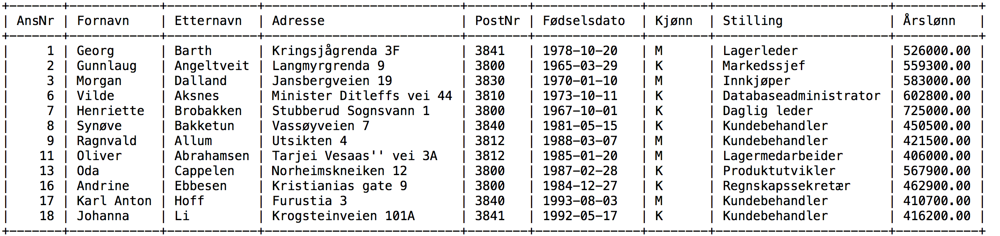 +-------+------------+------------+--------------------------+--------+--------------+--------+-----------------------+-----------+
| AnsNr | Fornavn    | Etternavn  | Adresse                  | PostNr | Fødselsdato  | Kjønn  | Stilling              | Årslønn   |
+-------+------------+------------+--------------------------+--------+--------------+--------+-----------------------+-----------+
|     1 | Georg      | Barth      | Kringsjågrenda 3F        | 3841   | 1978-10-20   | M      | Lagerleder            | 526000.00 |
|     2 | Gunnlaug   | Angeltveit | Langmyrgrenda 9          | 3800   | 1965-03-29   | K      | Markedssjef           | 559300.00 |
|     3 | Morgan     | Dalland    | Jansbergveien 19         | 3830   | 1970-01-10   | M      | Innkjøper             | 583000.00 |
|     6 | Vilde      | Aksnes     | Minister Ditleffs vei 44 | 3810   | 1973-10-11   | K      | Databaseadministrator | 602800.00 |
|     7 | Henriette  | Brobakken  | Stubberud Sognsvann 1    | 3800   | 1967-10-01   | K      | Daglig leder          | 725000.00 |
|     8 | Synøve     | Bakketun   | Vassøyveien 7            | 3840   | 1981-05-15   | K      | Kundebehandler        | 450500.00 |
|     9 | Ragnvald   | Allum      | Utsikten 4               | 3812   | 1988-03-07   | M      | Kundebehandler        | 421500.00 |
|    11 | Oliver     | Abrahamsen | Tarjei Vesaas'' vei 3A   | 3812   | 1985-01-20   | M      | Lagermedarbeider      | 406000.00 |
|    13 | Oda        | Cappelen   | Norheimskneiken 12       | 3800   | 1987-02-28   | K      | Produktutvikler       | 567900.00 |
|    16 | Andrine    | Ebbesen    | Kristianias gate 9       | 3800   | 1984-12-27   | K      | Regnskapssekretær     | 462900.00 |
|    17 | Karl Anton | Hoff       | Furustia 3               | 3840   | 1993-08-03   | M      | Kundebehandler        | 410700.00 |
|    18 | Johanna    | Li         | Krogsteinveien 101A      | 3841   | 1992-05-17   | K      | Kundebehandler        | 416200.00 |
+-------+------------+------------+--------------------------+--------+--------------+--------+-----------------------+-----------+